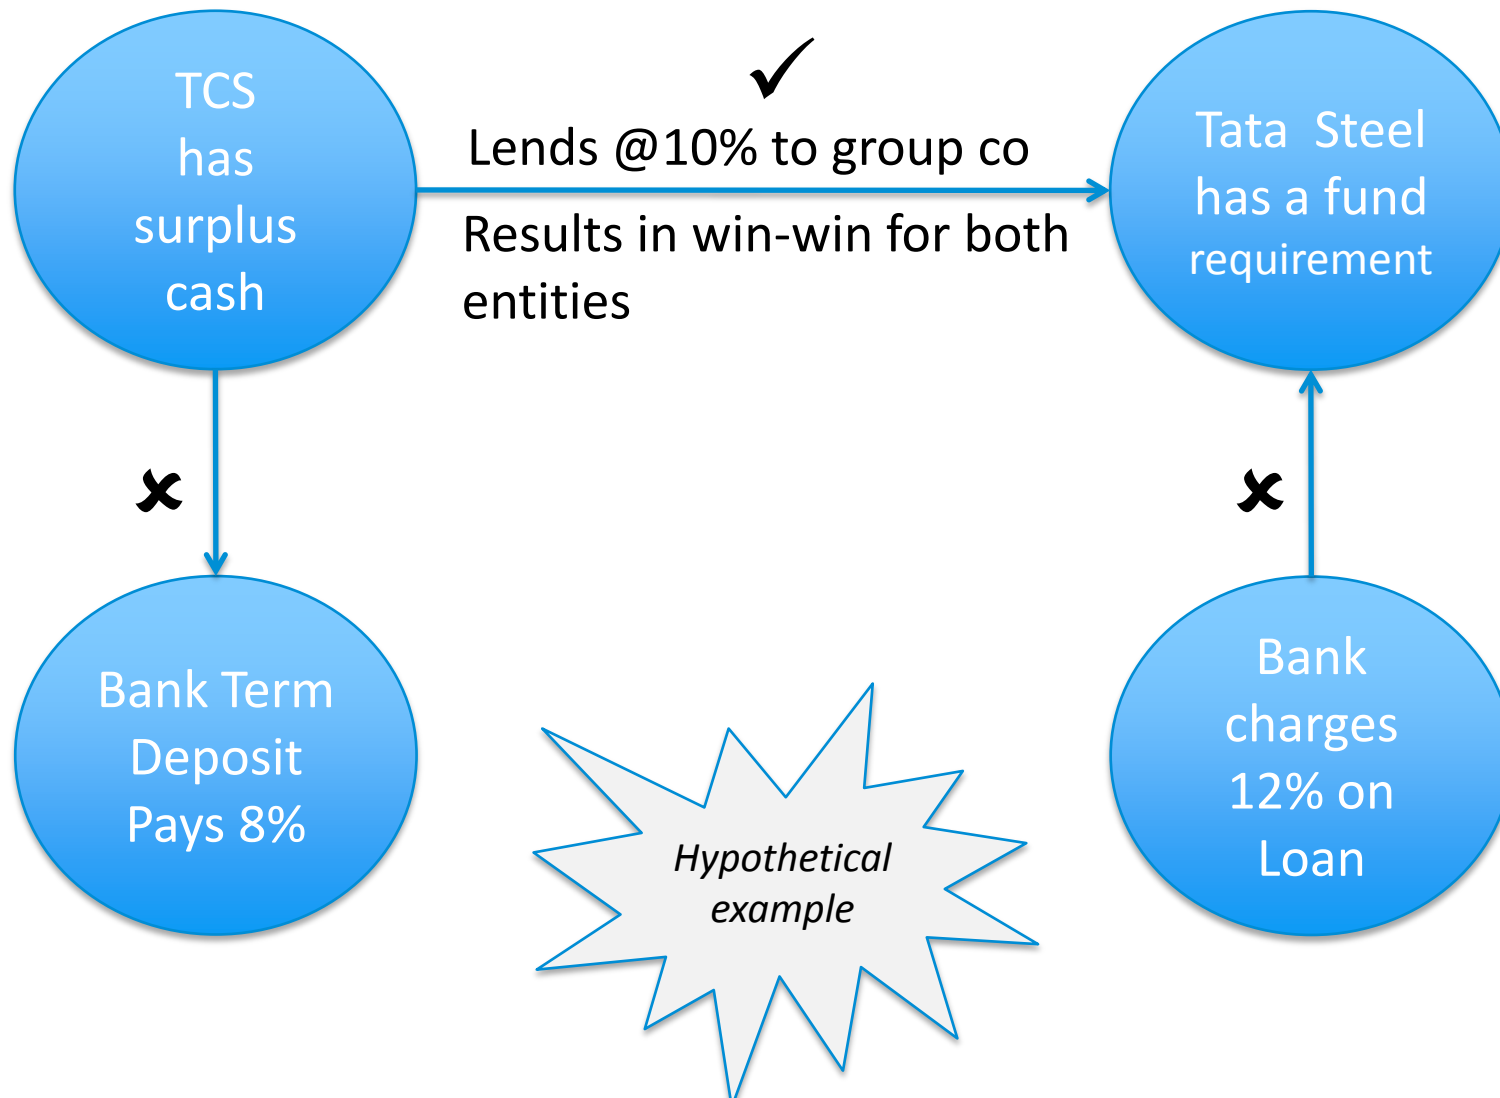 TCS
has
surplus
cash
✓
Lends @10% to group co
Results in win-win for both
entities
Tata Steel
has a fund
requirement
✘
✘
Bank Term
Deposit
Pays 8%
Hypothetical
example
Bank
charges
12% on
Loan